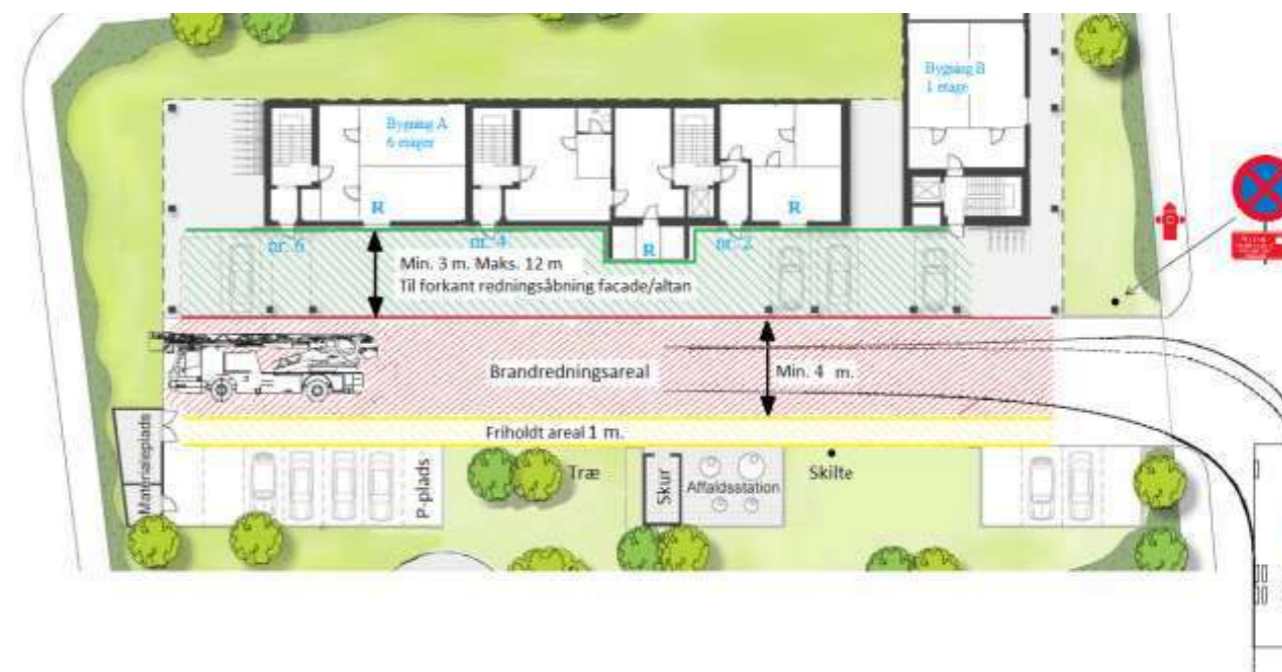 Bygning B
1 etage
Bygning A
6 etager
R
R
R
nr. 6
nr. 4
nr. 2
Min. 3 m. Maks. 12 m
Til forkant redningsåbning facade/altan
Brandredningsareal
Min. 4 m.
Friholdt areal 1 m.
Materialeplads
P-plads
Træ
Skur
Affaldsstation
Skilte